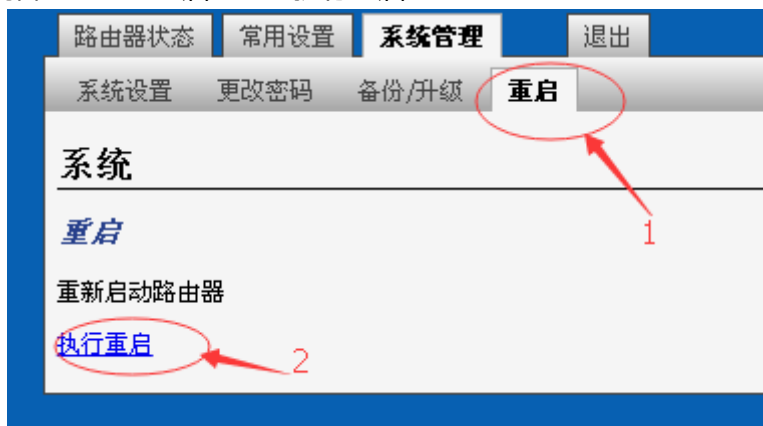 路由器状态 常用设置 系统管理 退出
系统设置 更改密码 备份/升级 重启
系统
重启
1
重新启动路由器
执行重启
2